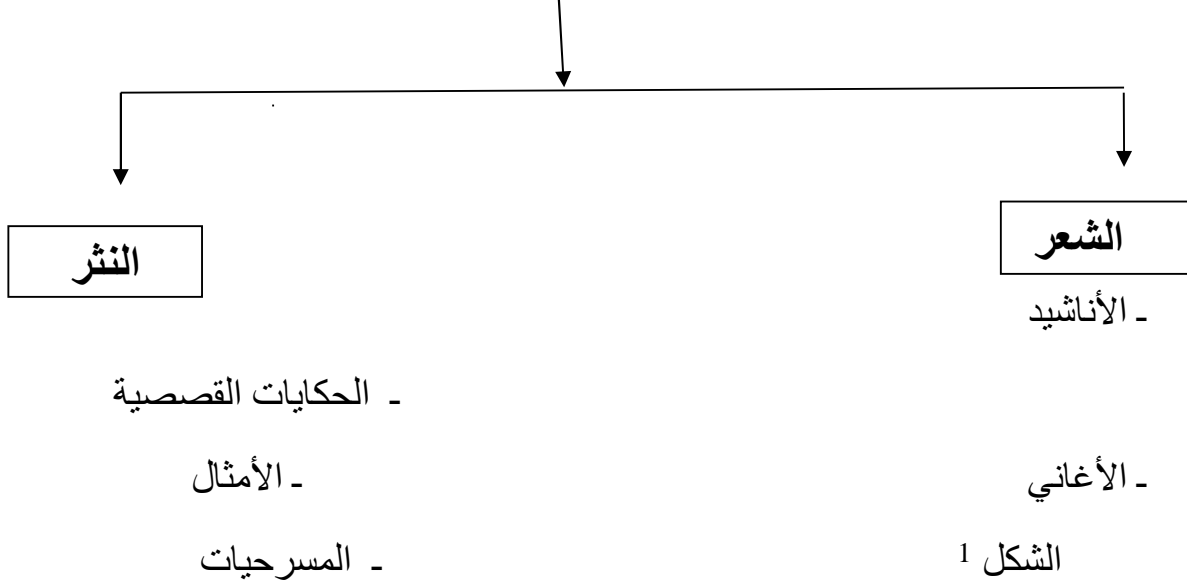 الشعر
النثر
ـ الأناشيد
ـ الحكايات القصصية
ـ الأغاني
ـ الأمثال
الشكل 1
ـ المسرحيات